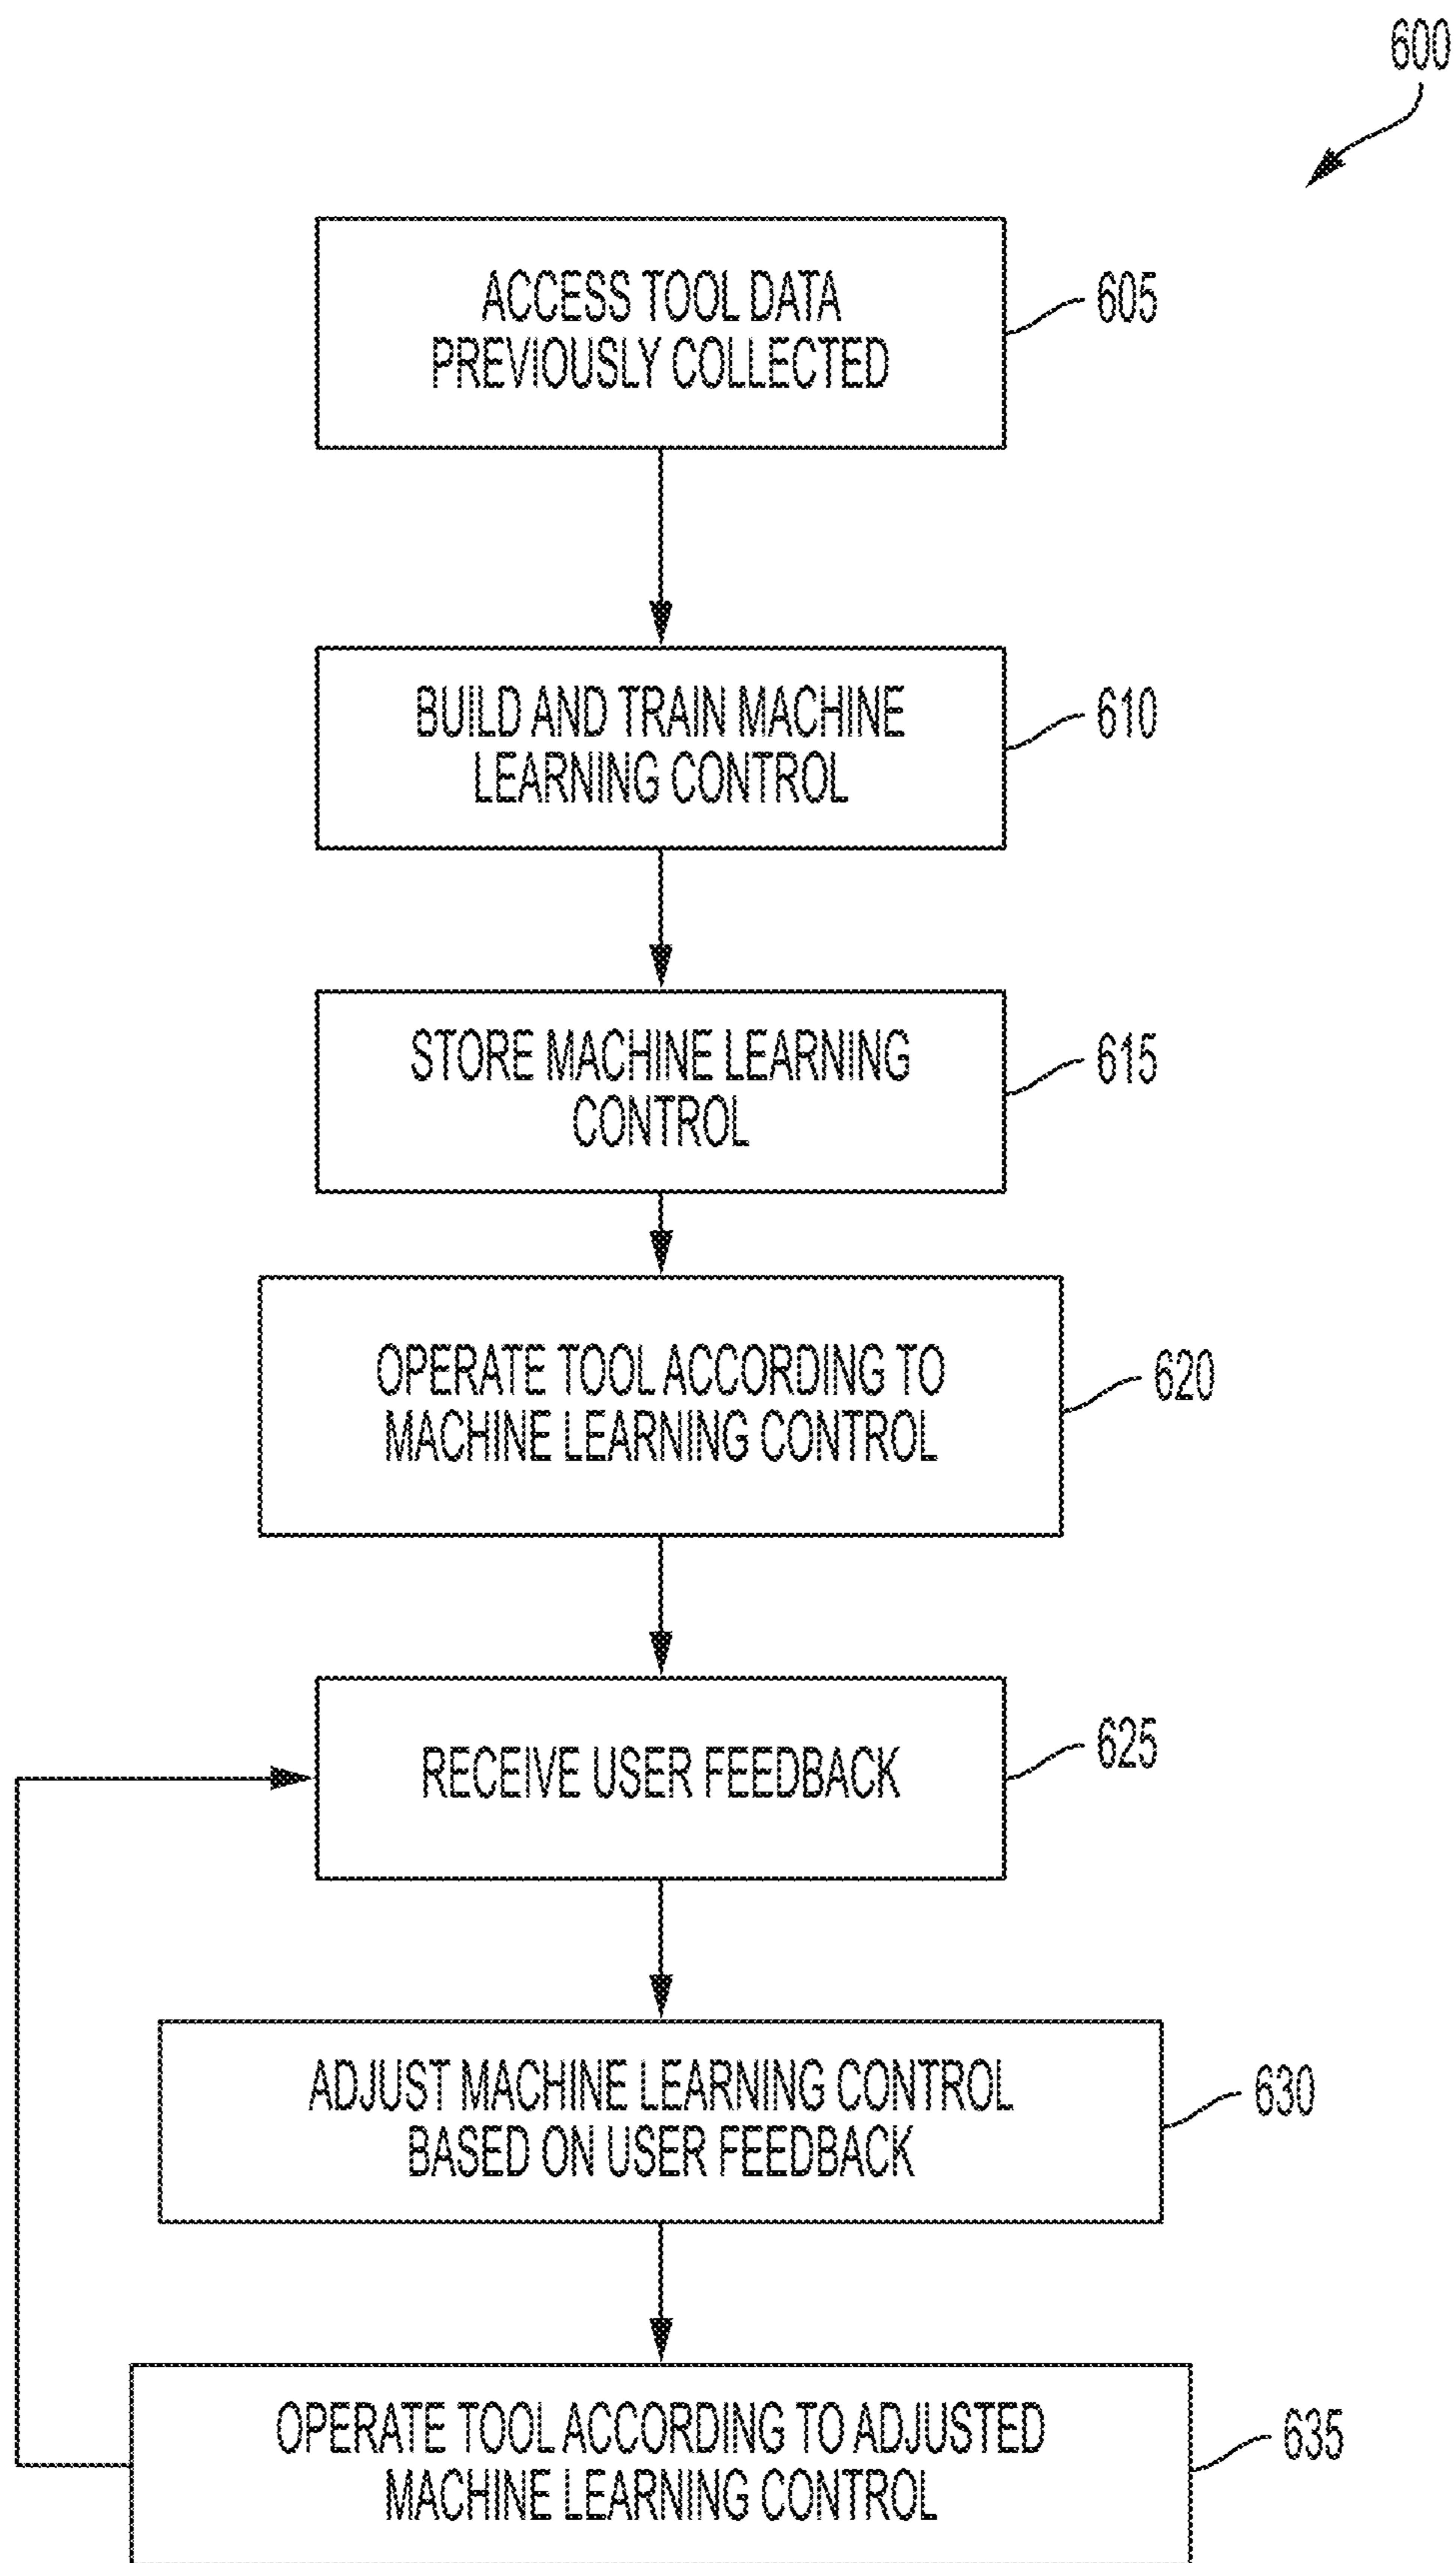 600
ACCESS TOOL DATA
PREVIOUSLY COLLECTED
605
BUILD AND TRAIN MACHINE
LEARNING CONTROL
610
STORE MACHINE LEARNING
CONTROL
615
OPERATE TOOL ACCORDING TO
MACHINE LEARNING CONTROL
620
RECEIVE USER FEEDBACK
625
ADJUST MACHINE LEARNING CONTROL
BASED ON USER FEEDBACK
630
OPERATE TOOL ACCORDING TO ADJUSTED
MACHINE LEARNING CONTROL
635